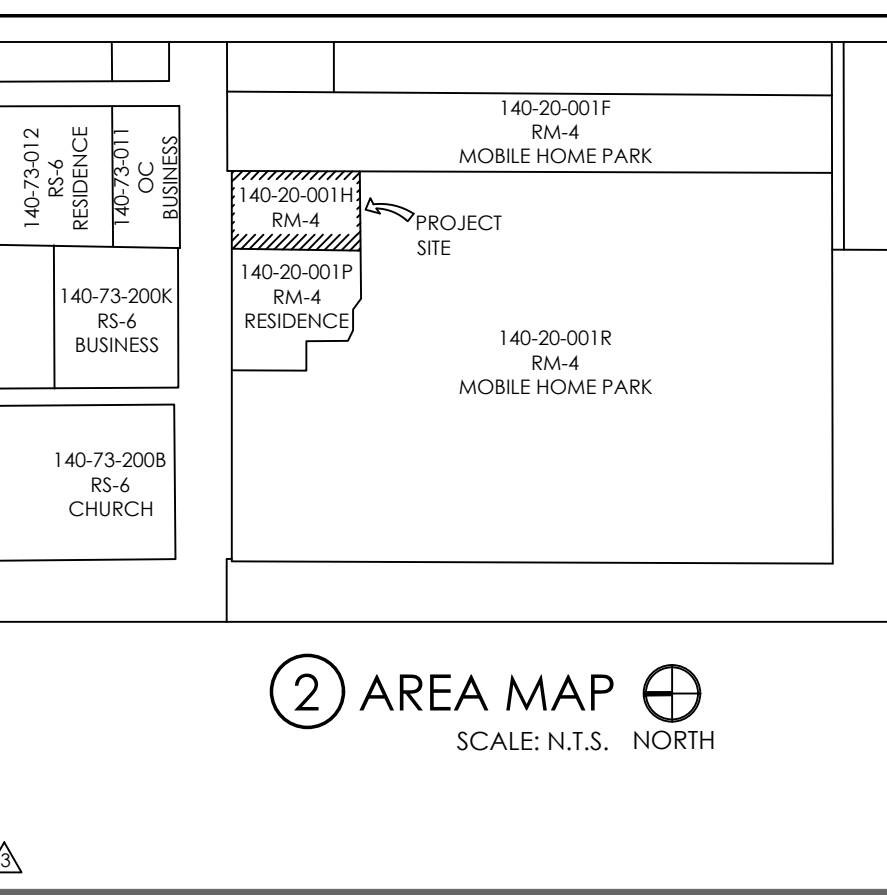 140-20-001F
RM-4
MOBILE HOME PARK
140-73-012
RS-6
RESIDENCE
140-73-011
OC
BUSINESS
140-20-001H
RM-4
PROJECT
SITE
140-20-001P
RM-4
RESIDENCE
140-73-200K
RS-6
BUSINESS
140-20-001R
RM-4
MOBILE HOME PARK
140-73-200B
RS-6
CHURCH
2 AREA MAP
SCALE: N.T.S. NORTH
3